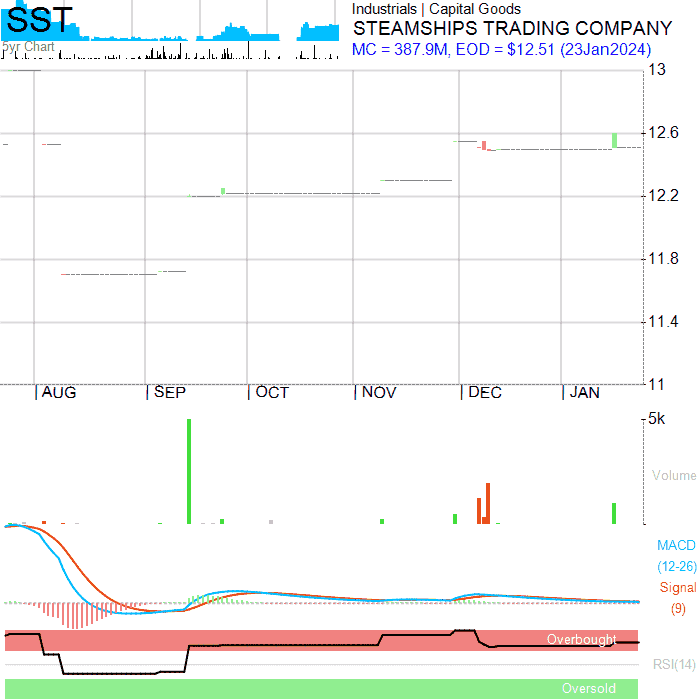 SST
5yr Chart
Industrials | Capital Goods
STEAMSHIPS TRADING COMPANY
MC = 387.9M, EOD = $12.51 (23Jan2024)
13
12.6
12.2
11.8
11.4
11
AUG SEP OCT NOV DEC JAN
5k
Volume
MACD
(12-26)
Signal
(9)
Overbought
RSI(14)
Oversold